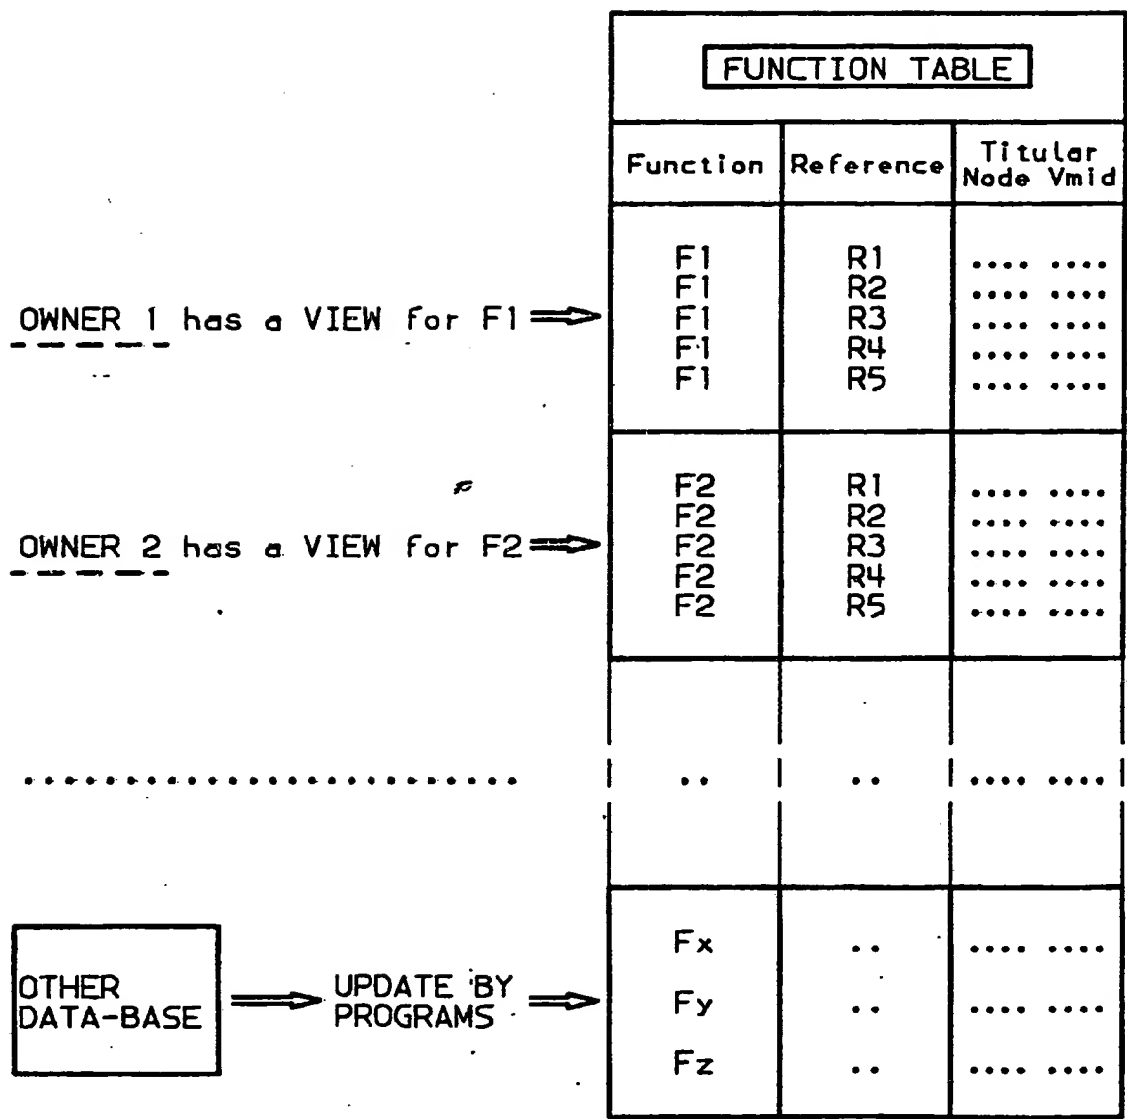 FUNCTION TABLE
Function Reference Titular Node Vmid
F1 R1 .... ....
F1 R2 .... ....
OWNER 1 has a VIEW for F1 ⇒ F1 R3 .... ....
F1 R4 .... ....
F1 R5 .... ....
F2 R1 .... ....
F2 R2 .... ....
OWNER 2 has a VIEW for F2 ⇒ F2 R3 .... ....
F2 R4 .... ....
F2 R5 .... ....
.............................. .. .. .... ....
Fx .. .... ....
OTHER DATA-BASE ⇒ UPDATE BY PROGRAMS ⇒ Fy .. .... ....
Fz .. .... ....